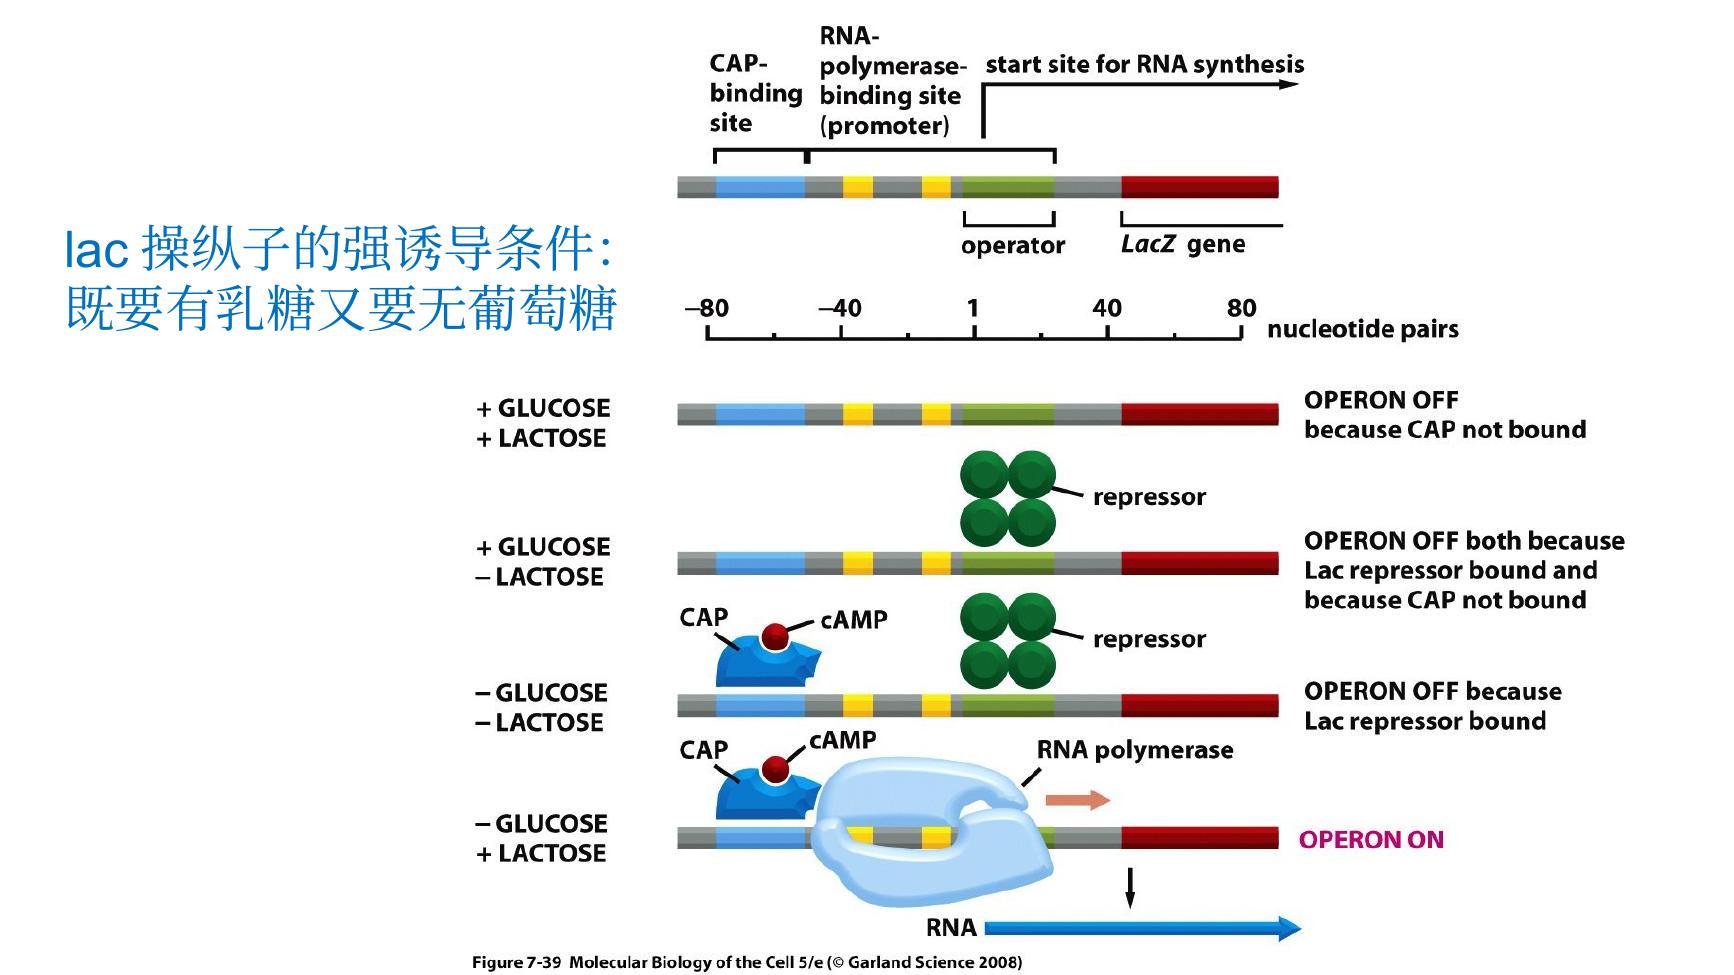 CAP-
binding
site
RNA-
polymerase-
binding site
(promoter)
start site for RNA synthesis
operator
LacZ gene
lac 操纵子的强诱导条件：
既要有乳糖又要无葡萄糖
–80 –40 1 40 80
nucleotide pairs
+ GLUCOSE
+ LACTOSE
OPERON OFF
because CAP not bound
repressor
+ GLUCOSE
– LACTOSE
OPERON OFF both because
Lac repressor bound and
because CAP not bound
CAP
cAMP
repressor
– GLUCOSE
– LACTOSE
OPERON OFF because
Lac repressor bound
CAP
cAMP
RNA polymerase
– GLUCOSE
+ LACTOSE
OPERON ON
RNA
Figure 7-39 Molecular Biology of the Cell 5/e (© Garland Science 2008)